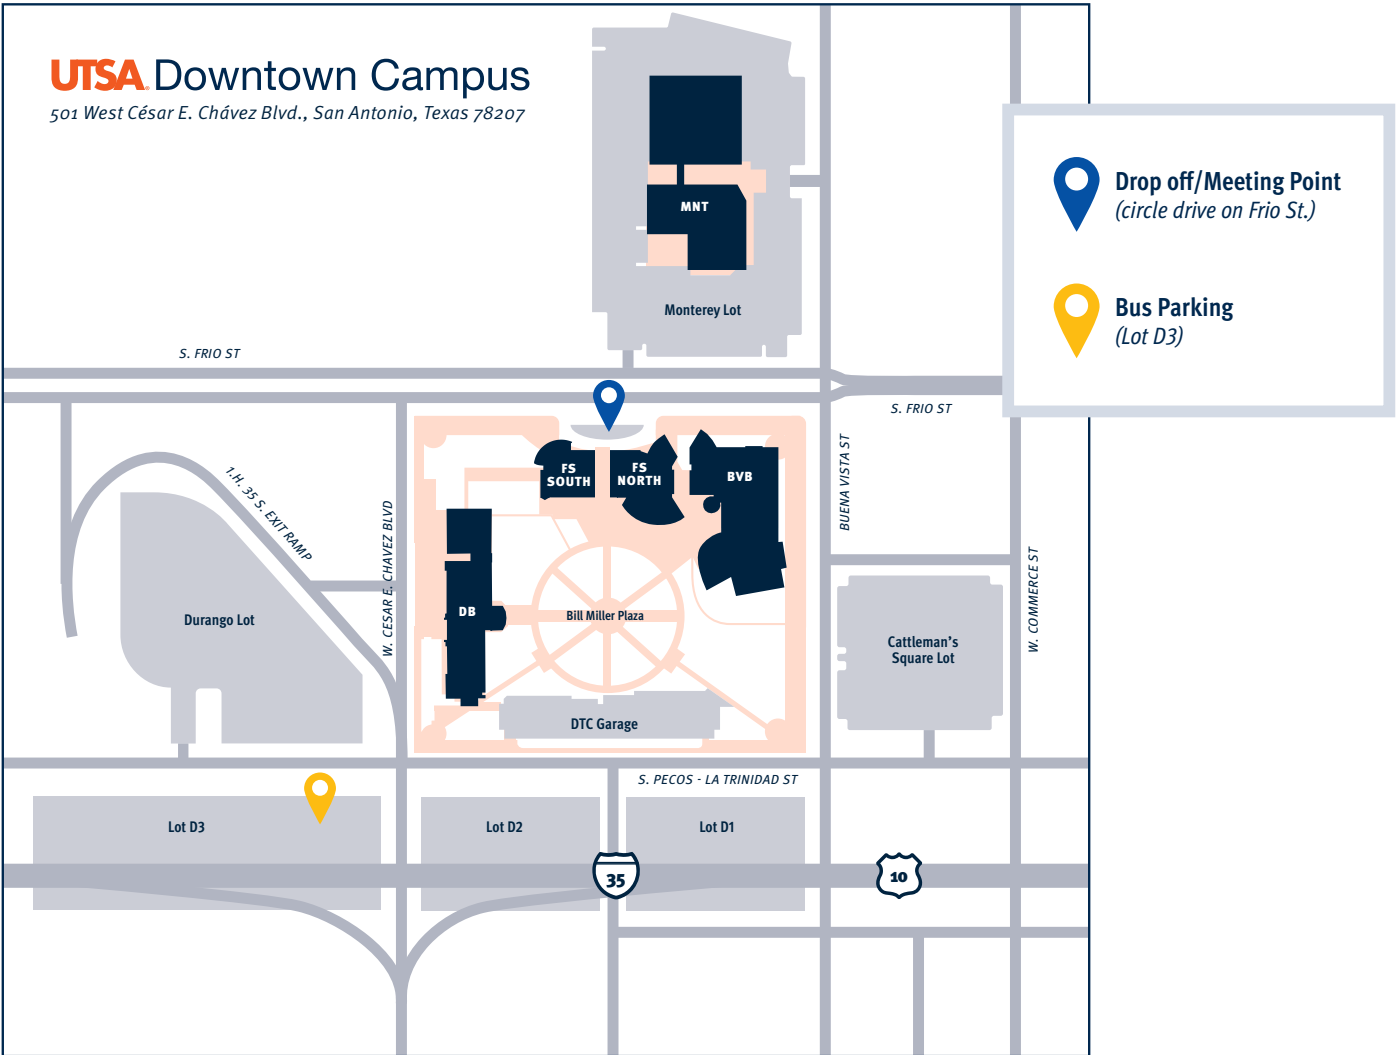 UTSA. Downtown Campus
501 West César E. Chávez Blvd., San Antonio, Texas 78207
MNT
Monterey Lot
Drop off/Meeting Point
(circle drive on Frio St.)
Bus Parking
(Lot D3)
S. FRIO ST
S. FRIO ST
1.H. 35 S. EXIT RAMP
W. CESAR E. CHAVEZ BLVD
FS
SOUTH
FS
NORTH
BVB
BUENA VISTA ST
W. COMMERCE ST
Durango Lot
DB
Bill Miller Plaza
Cattleman's
Square Lot
DTC Garage
S. PECOS - LA TRINIDAD ST
Lot D3
Lot D2
Lot D1
35
10